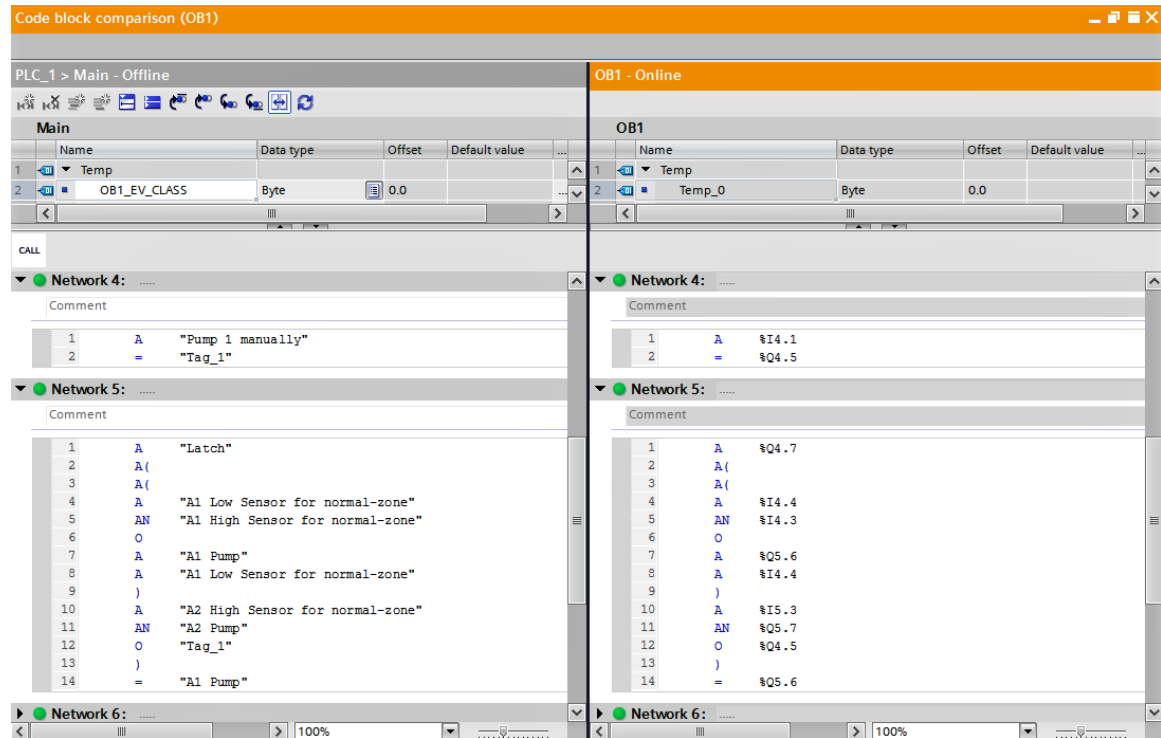 Code block comparison (OB1)
PLC_1 > Main - Offline
Main
Name Data type Offset Default value ...
1 Temp
2 OB1_EV_CLASS Byte 0.0 ...
CALL
Network 4: .....
Comment
1 A "Pump 1 manually"
2 = "Tag_1"
Network 5: .....
Comment
1 A "Latch"
2 A(
3 A(
4 A "A1 Low Sensor for normal-zone"
5 AN "A1 High Sensor for normal-zone"
6 O
7 A "A1 Pump"
8 A "A1 Low Sensor for normal-zone"
9 )
10 A "A2 High Sensor for normal-zone"
11 AN "A2 Pump"
12 O "Tag_1"
13 )
14 = "A1 Pump"
Network 6: .....
100%
OB1 - Online
OB1
Name Data type Offset Default value ...
1 Temp
2 Temp_0 Byte 0.0
Network 4: .....
Comment
1 A %I4.1
2 = %Q4.5
Network 5: .....
Comment
1 A %Q4.7
2 A(
3 A(
4 A %I4.4
5 AN %I4.3
6 O
7 A %Q5.6
8 A %I4.4
9 )
10 A %I5.3
11 AN %Q5.7
12 O %Q4.5
13 )
14 = %Q5.6
Network 6: .....
100%